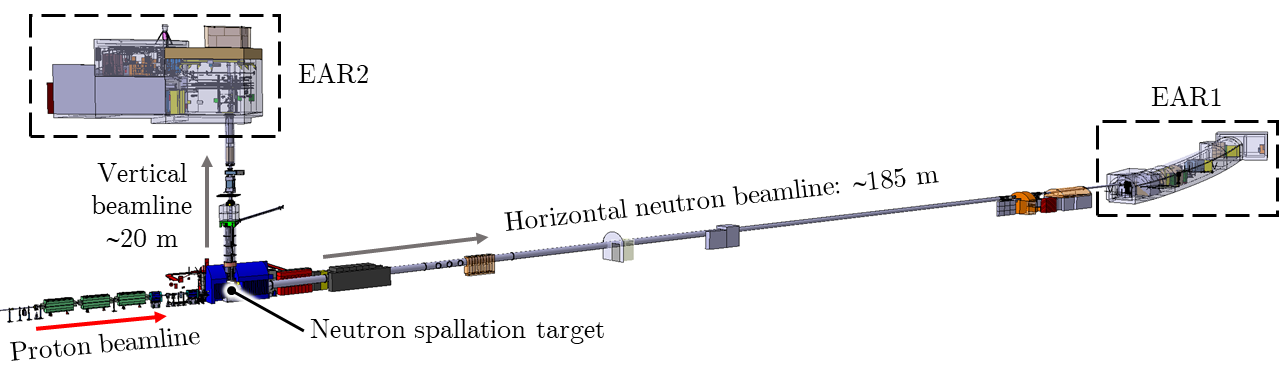 EAR2
EAR1
Vertical
beamline
~20 m
Horizontal neutron beamline: ~185 m
Neutron spallation target
Proton beamline